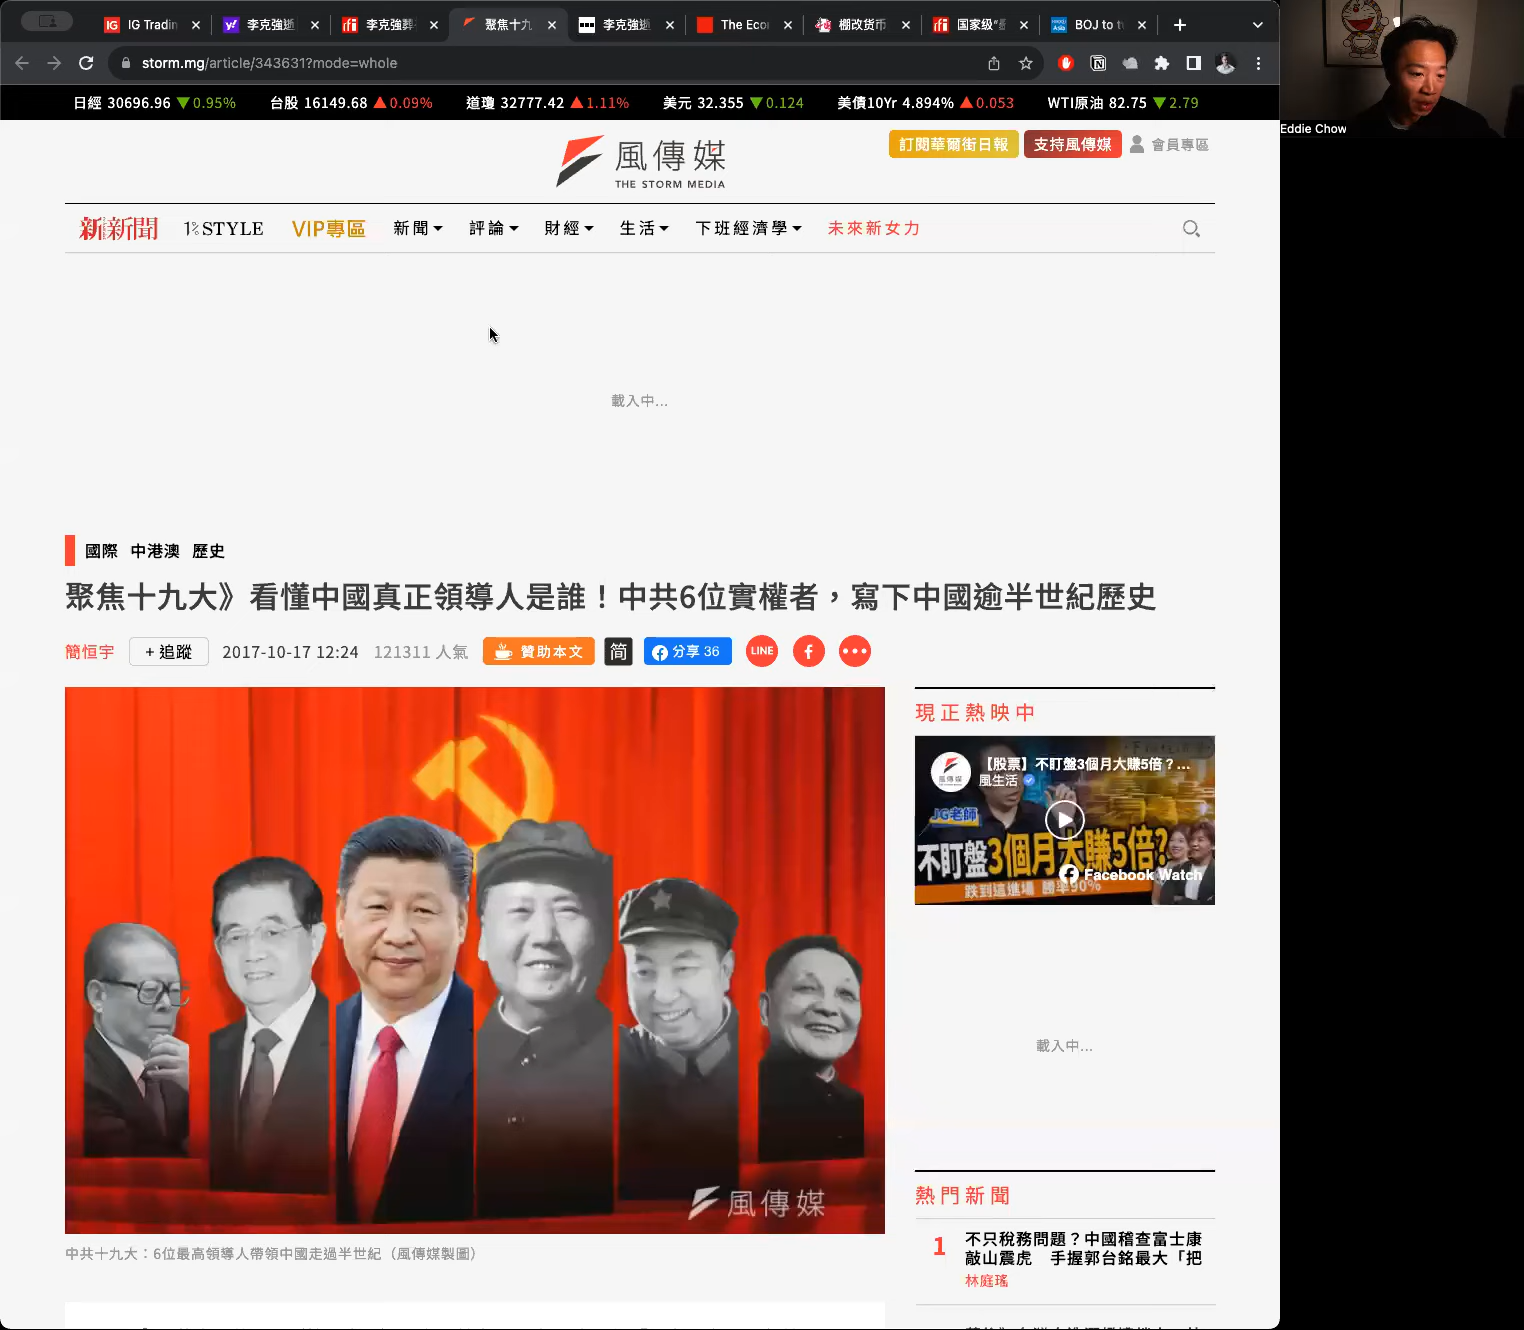 IG Tradin
李克強逝
李克強葬
聚焦十九
李克強逝
The Econ
棚改货币
国家级"
BOJ to t
storm.mg/article/343631?mode=whole
Eddie Chow
日經 30696.96 ▼0.95%
台股 16149.68 ▲0.09%
道瓊 32777.42 ▲1.11%
美元 32.355 ▼0.124
美債10Yr 4.894% ▲0.053
WTI原油 82.75 ▼2.79
風傳媒
THE STORM MEDIA
訂閱華爾街日報
支持風傳媒
會員專區
新新聞
1% STYLE
VIP專區
新聞
評論
財經
生活
下班經濟學
未來新女力
載入中...
國際 中港澳 歷史
聚焦十九大》看懂中國真正領導人是誰！中共6位實權者，寫下中國逾半世紀歷史
簡恒宇
+ 追蹤
2017-10-17 12:24
121311 人氣
贊助本文
简
分享 36
LINE
風傳媒
中共十九大：6位最高領導人帶領中國走過半世紀（風傳媒製圖）
現正熱映中
【股票】不盯盤3個月大賺5倍？...
風生活
JG老師
不盯盤3個月大賺5倍?
Facebook Watch
跌到這進場 勝率90%
載入中...
熱門新聞
1
不只稅務問題？中國稽查富士康
敲山震虎 手握郭台銘最大「把
林庭瑤